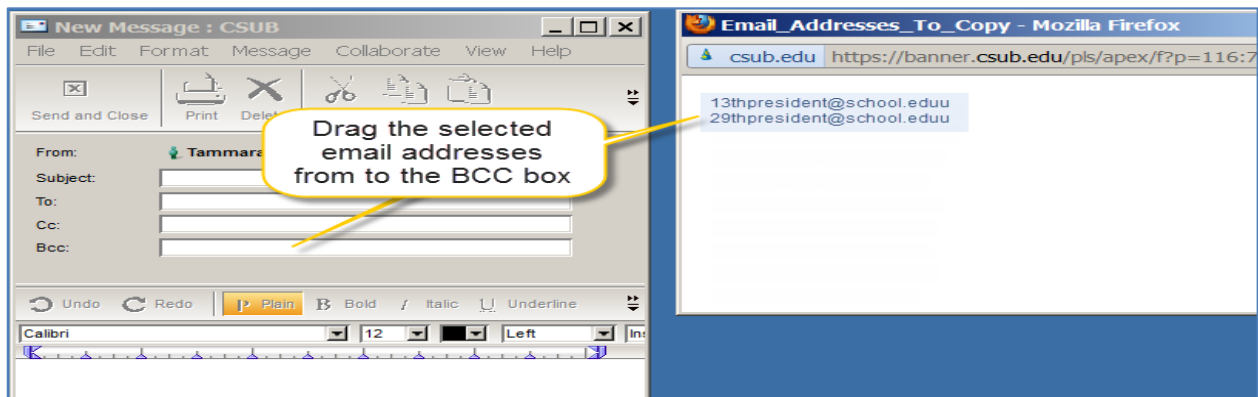 New Message : CSUB
File Edit Format Message Collaborate View Help
Send and Close Print
From: Tammara
Subject:
To:
Cc:
Bcc:
Drag the selected
email addresses
from to the BCC box
Undo Redo P Plain B Bold I Italic U Underline
Calibri 12 Left
Email_Addresses_To_Copy - Mozilla Firefox
csub.edu https://banner.csub.edu/pls/apex/f?p=116:7
13thpresident@school.eduu
29thpresident@school.eduu